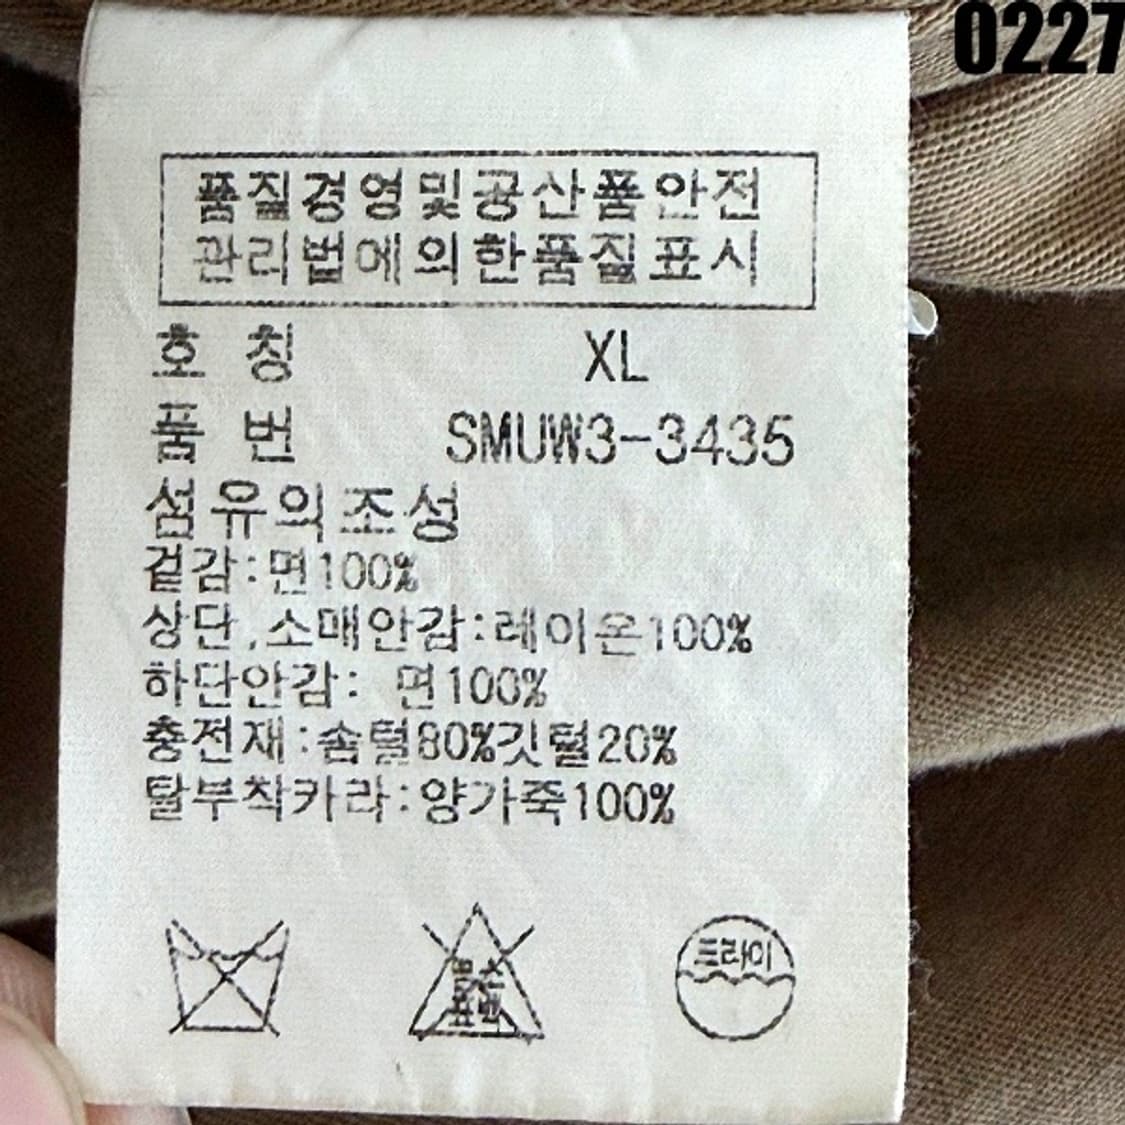 0227
품질경영및공산품안전
관리법에의한품질표시
호 칭 XL
품 번 SMUW3-3435
섬유의조성
겉감:면100%
상단,소매안감:레이온100%
하단안감: 면100%
충전재:솜털80%깃털20%
탈부착카라:양가죽100%
염소
표백
드라이